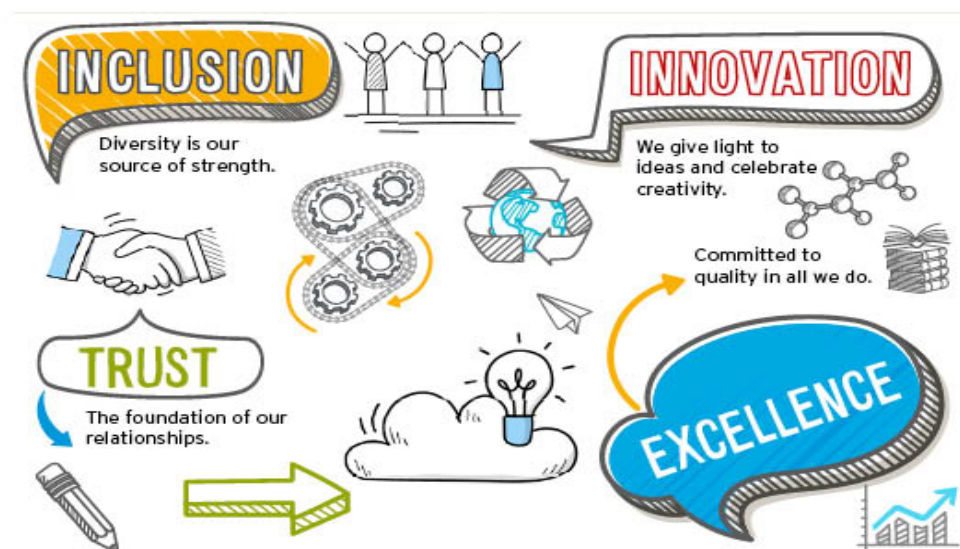 INCLUSION
Diversity is our
source of strength.
INNOVATION
We give light to
ideas and celebrate
creativity.
TRUST
The foundation of our
relationships.
Committed to
quality in all we do.
EXCELLENCE